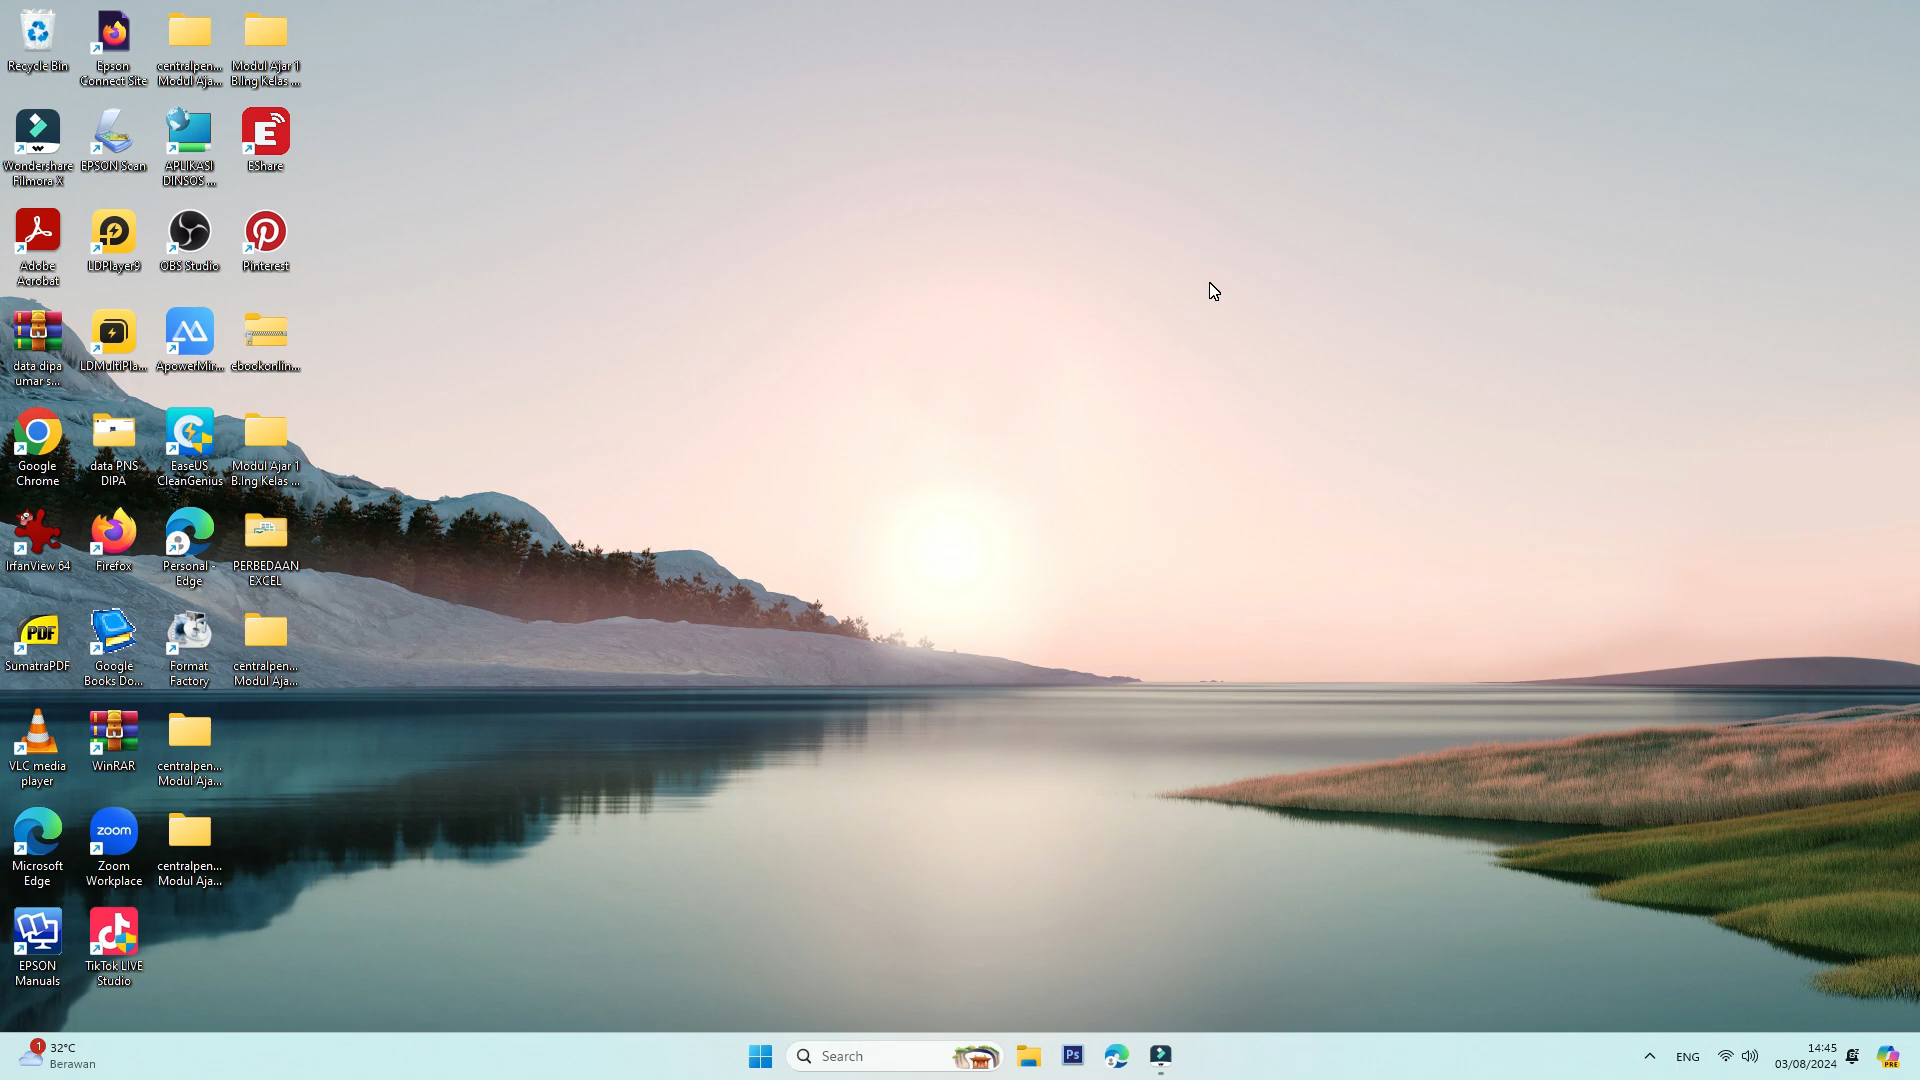 Recycle Bin
Epson
Connect Site
centralpen...
Modul Aja...
Modul Ajar 1
B.Ing Kelas ...
Wondershare
Filmora X
EPSON Scan
APLIKASI
DINSOS ...
EShare
Adobe
Acrobat
LDPlayer9
OBS Studio
Pinterest
data dipa
umar s...
LDMultiPla...
ApowerMir...
ebookonlin...
Google
Chrome
data PNS
DIPA
EaseUS
CleanGenius
Modul Ajar 1
B.Ing Kelas ...
IrfanView 64
Firefox
Personal -
Edge
PERBEDAAN
EXCEL
PDF
SumatraPDF
Google
Books Do...
Format
Factory
centralpen...
Modul Aja...
VLC media
player
WinRAR
centralpen...
Modul Aja...
Microsoft
Edge
zoom
Zoom
Workplace
centralpen...
Modul Aja...
EPSON
Manuals
TikTok LIVE
Studio
1
32°C
Berawan
Search
Ps
ENG
14:45
03/08/2024
PRE